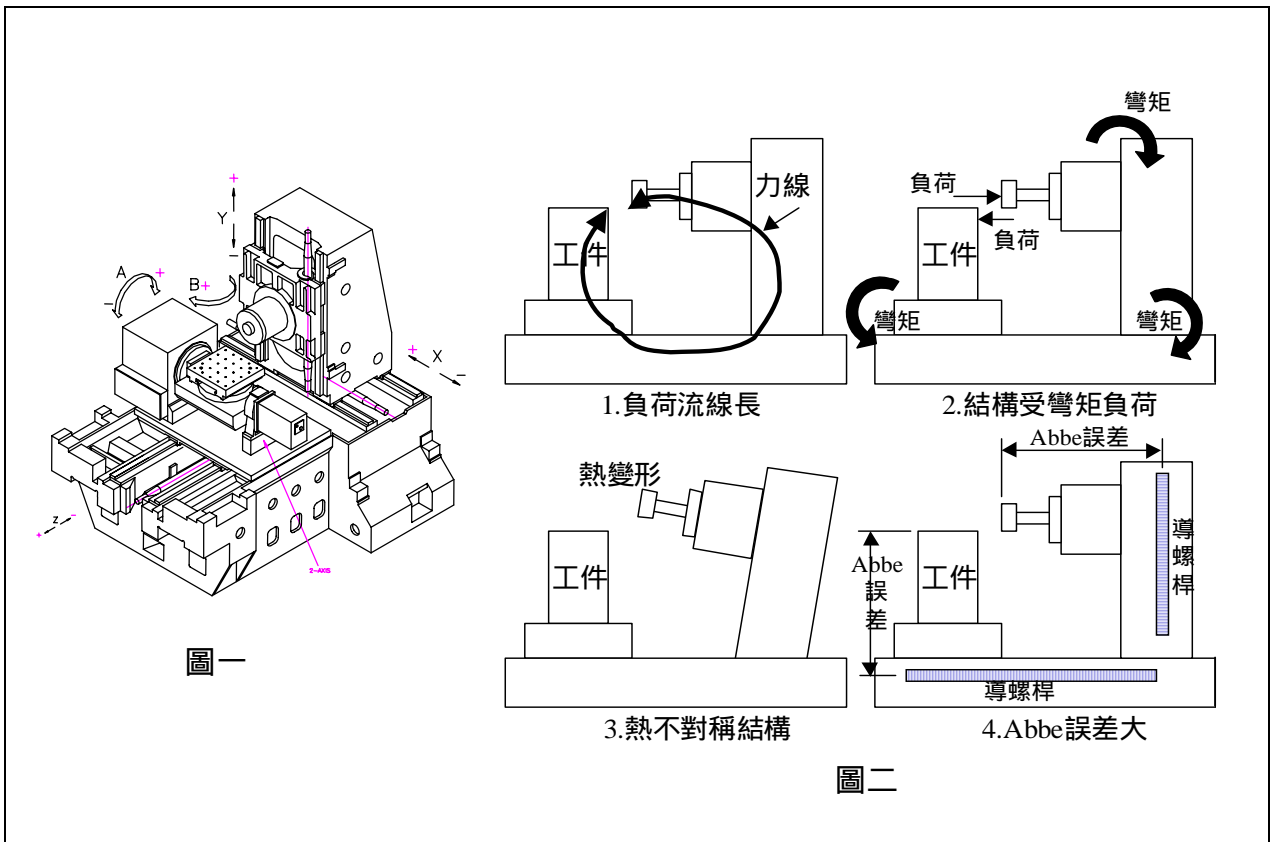 +
Y
−
A
+
−
B+
+
X
−
z
−
+
2-AXIS
圖一
工件
力線
1.負荷流線長
彎矩
負荷
負荷
工件
彎矩
彎矩
2.結構受彎矩負荷
熱變形
工件
3.熱不對稱結構
Abbe誤差
Abbe
誤
差
工件
導
螺
桿
導螺桿
4.Abbe誤差大
圖二